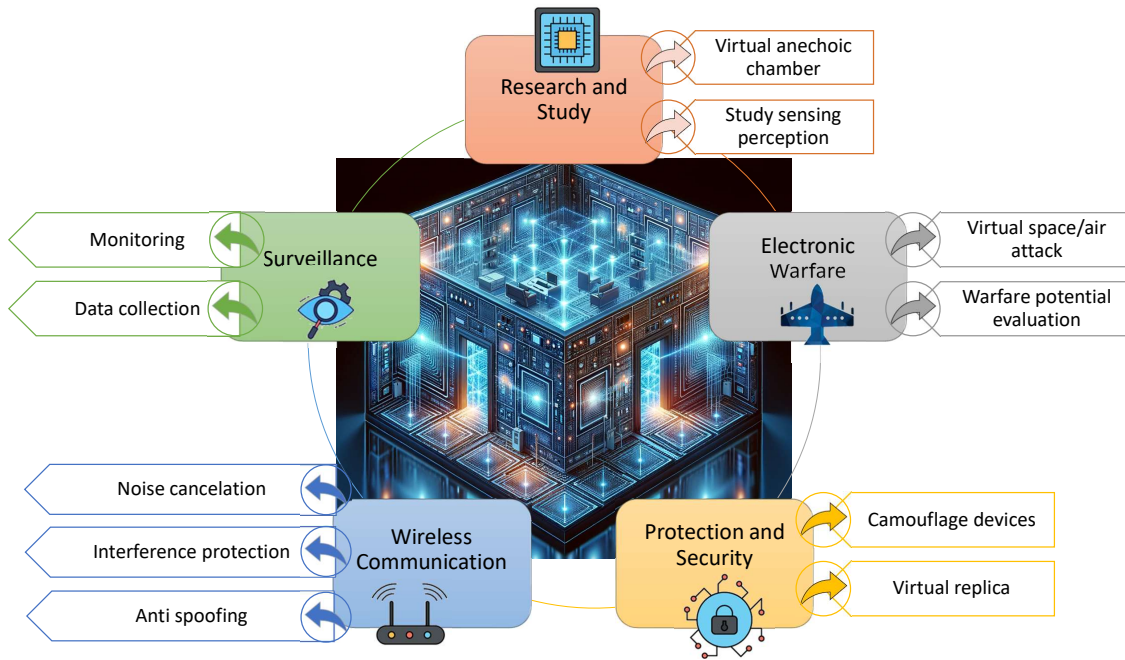 Research and
Study
Virtual anechoic
chamber
Study sensing
perception
Surveillance
Monitoring
Data collection
Electronic
Warfare
Virtual space/air
attack
Warfare potential
evaluation
Wireless
Communication
Noise cancelation
Interference protection
Anti spoofing
Protection and
Security
Camouflage devices
Virtual replica